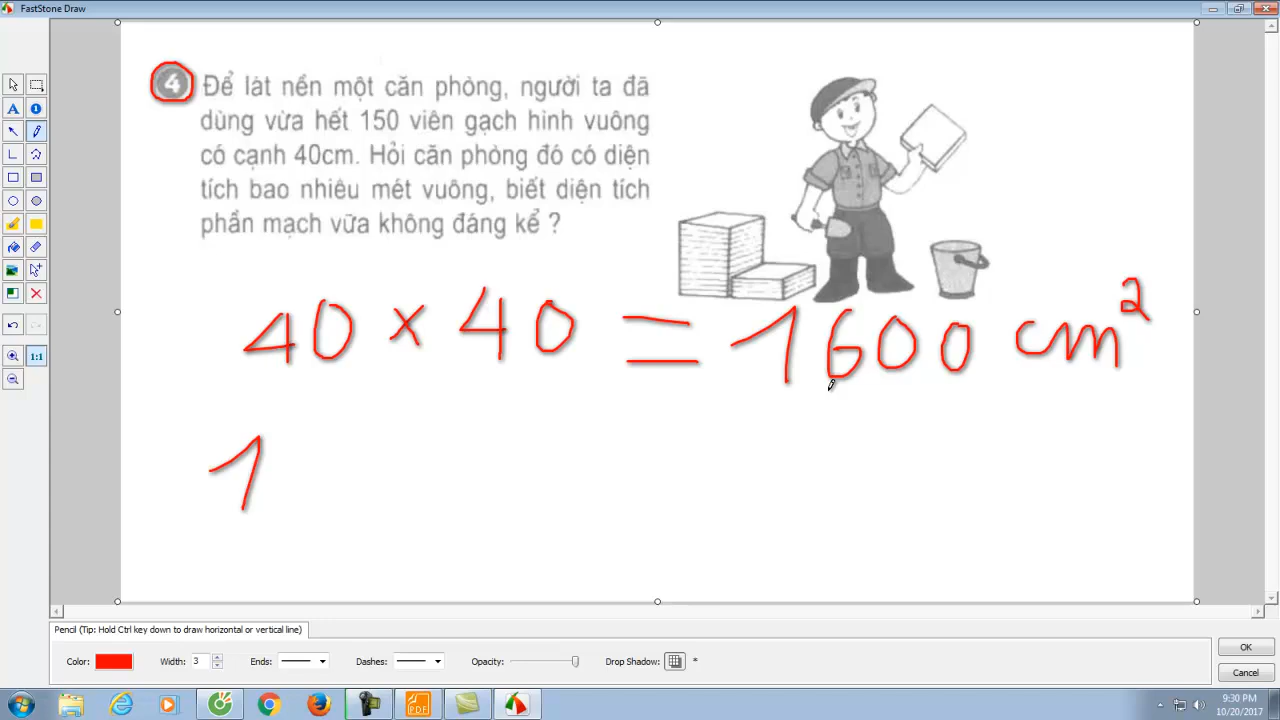 FastStone Draw
4 Để lát nền một căn phòng, người ta đã
dùng vừa hết 150 viên gạch hình vuông
có cạnh 40cm. Hỏi căn phòng đó có diện
tích bao nhiêu mét vuông, biết diện tích
phần mạch vữa không đáng kể ?
40 × 40 = 1600 cm²
1
1:1
Pencil (Tip: Hold Ctrl key down to draw horizontal or vertical line)
Color: Width: 3 Ends: Dashes: Opacity: Drop Shadow: *
OK
Cancel
PDF
9:30 PM
10/20/2017